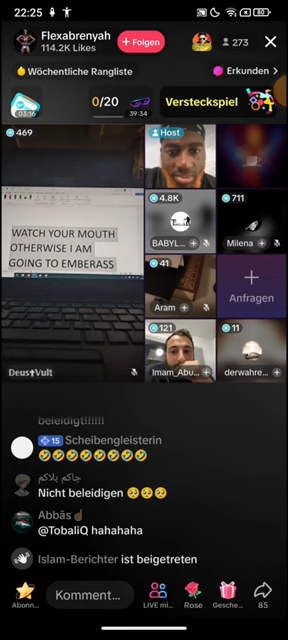 22:25
80
Flexabrenyah
114.2K Likes
+ Folgen
273
Wöchentliche Rangliste
Erkunden >
03:16
0/20
39:34
Versteckspiel
469
Host
WATCH YOUR MOUTH
OTHERWISE I AM
GOING TO EMBERASS
Deus Vult
4.8K
BABYL...
711
Milena
41
Aram
Anfragen
121
Imam_Abu...
11
derwahre...
beleidigt!!!!!!
15 Scheibengleisterin
🤣🤣🤣🤣🤣🤣🤣🤣
جاكم بلاكم
Nicht beleidigen 🥺🥺🥺
Abbās☝🏽
@TobaliQ hahahaha
Islam-Berichter ist beigetreten
Abonn...
Komment...
LIVE mi...
Rose
Gesche...
85